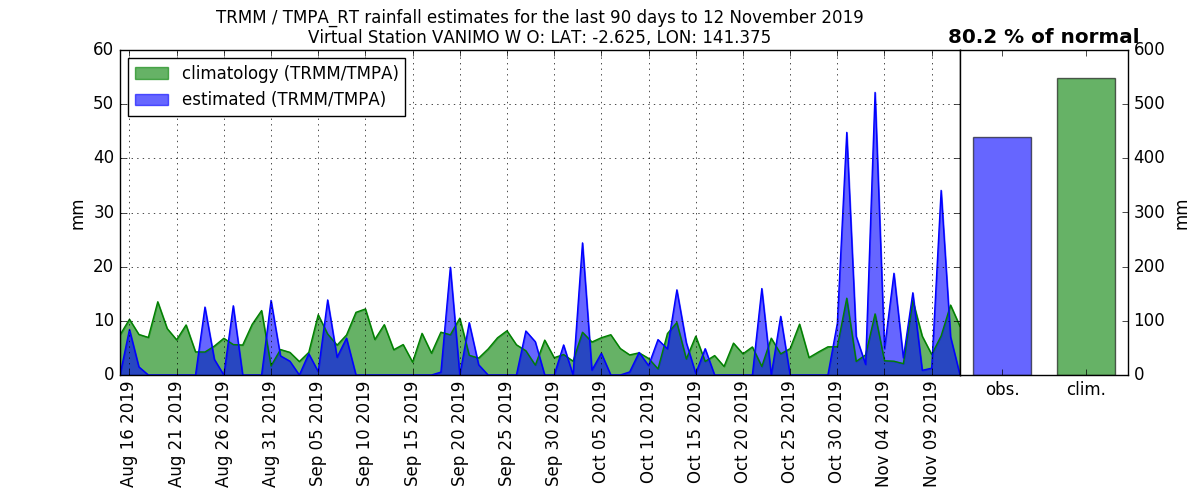 TRMM / TMPA_RT rainfall estimates for the last 90 days to 12 November 2019
Virtual Station VANIMO W O: LAT: -2.625, LON: 141.375
80.2 % of normal
climatology (TRMM/TMPA)
estimated (TRMM/TMPA)
60
50
40
30
20
10
0
mm
Aug 16 2019
Aug 21 2019
Aug 26 2019
Aug 31 2019
Sep 05 2019
Sep 10 2019
Sep 15 2019
Sep 20 2019
Sep 25 2019
Sep 30 2019
Oct 05 2019
Oct 10 2019
Oct 15 2019
Oct 20 2019
Oct 25 2019
Oct 30 2019
Nov 04 2019
Nov 09 2019
obs.
clim.
600
500
400
300
200
100
0
mm